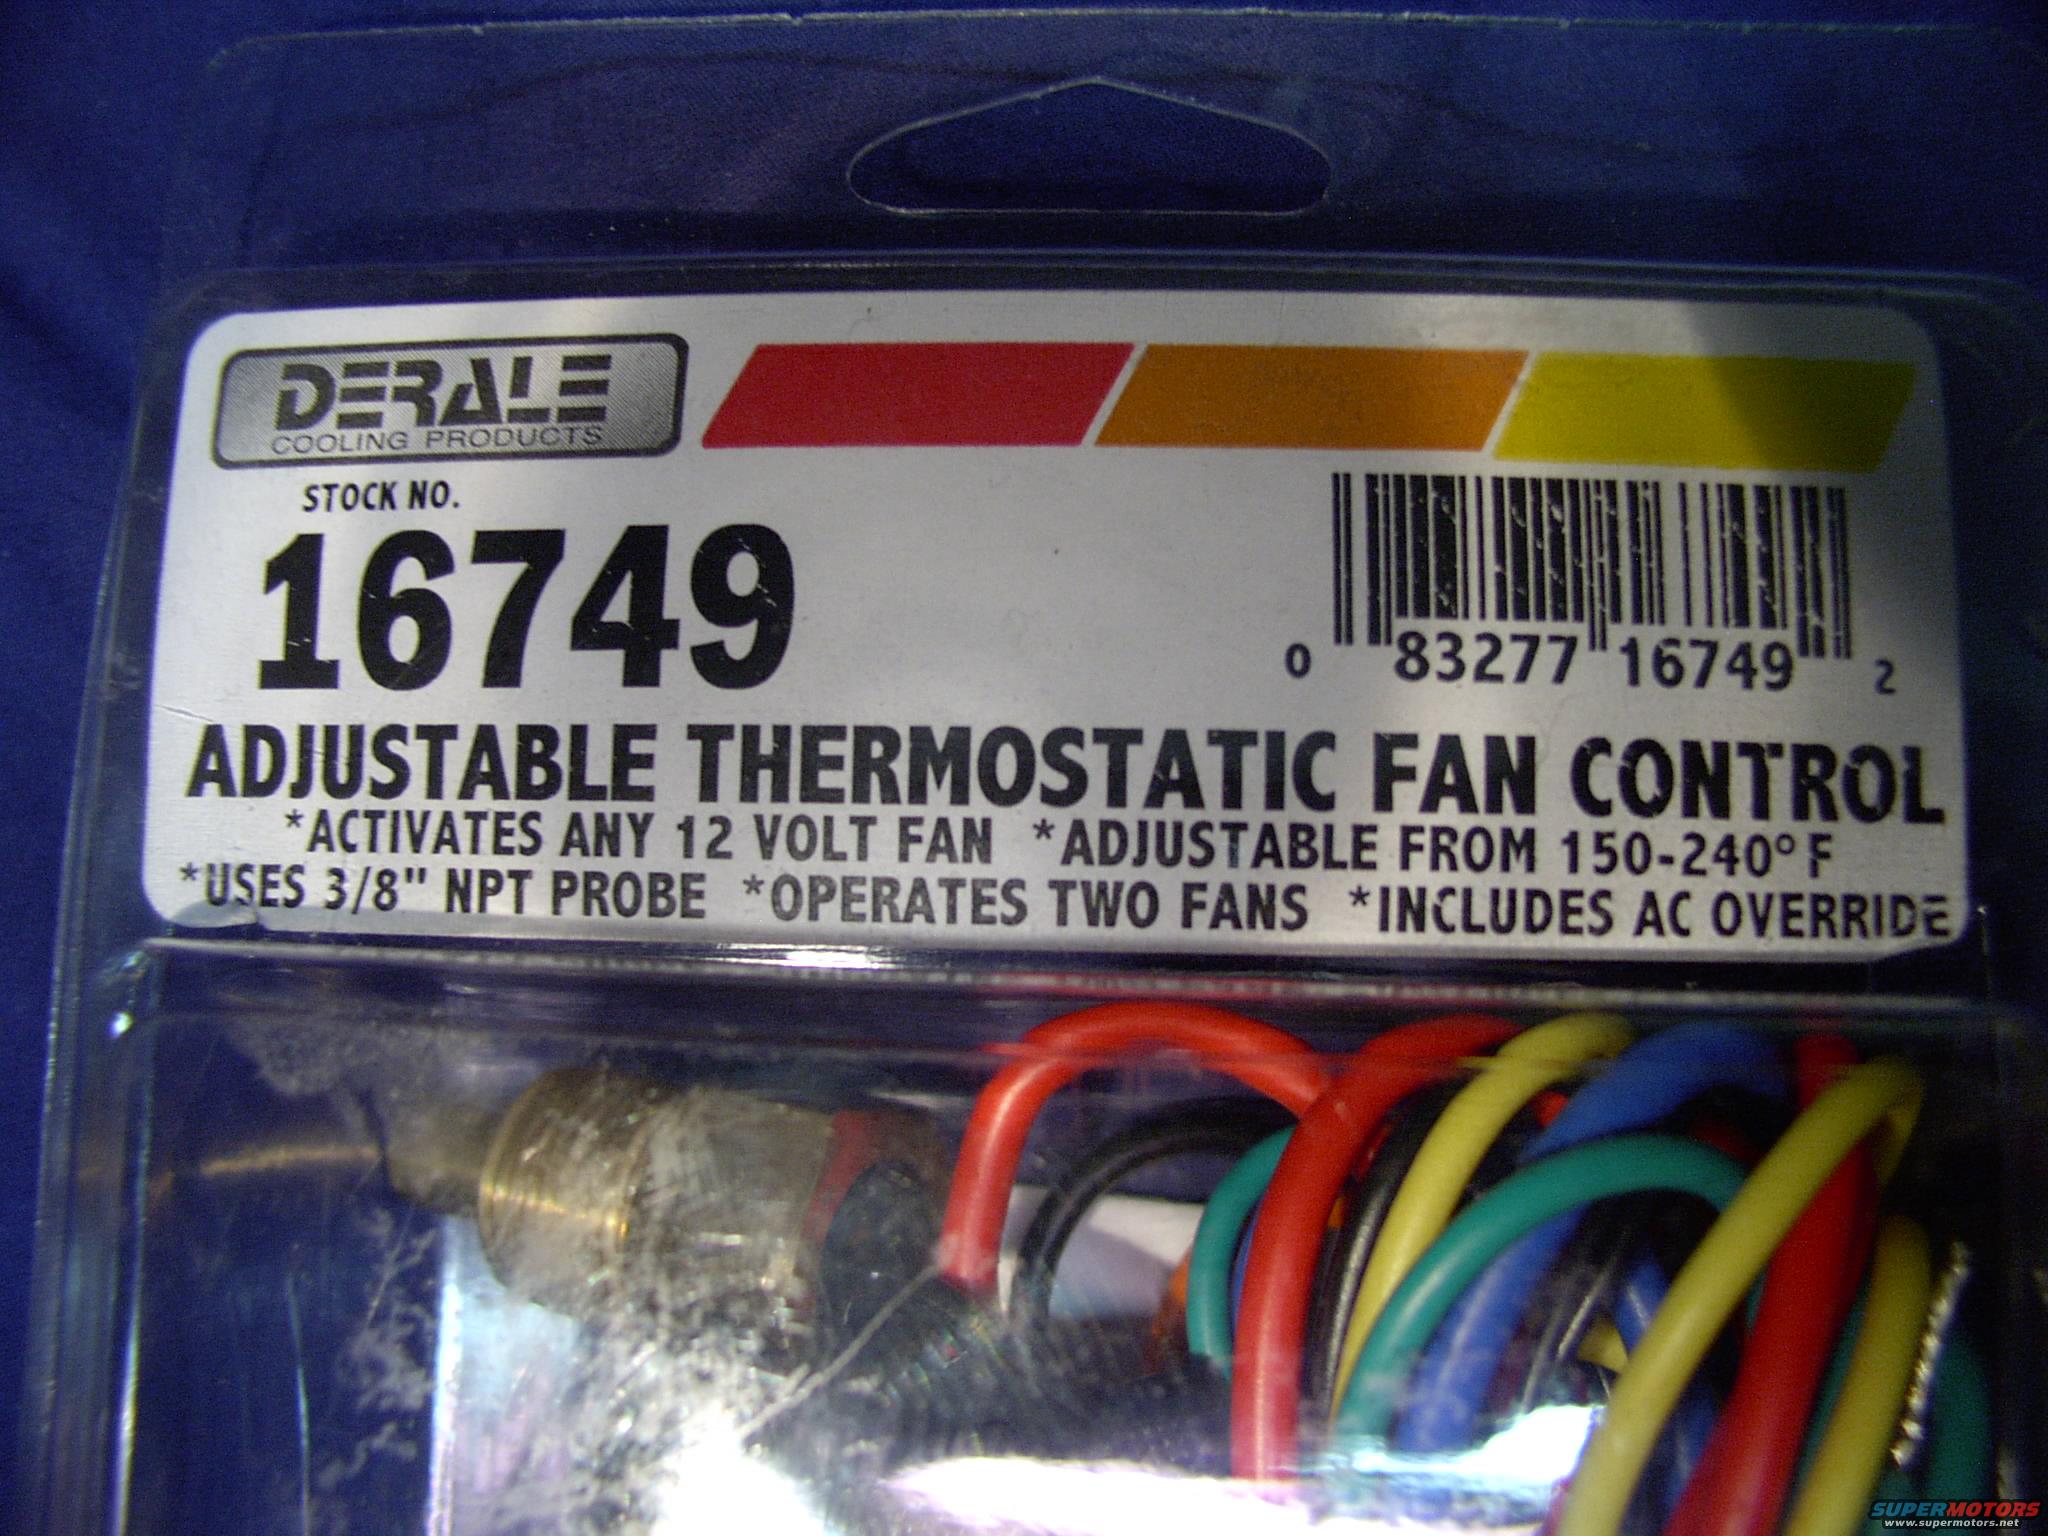 DERALE
COOLING PRODUCTS
STOCK NO.
16749
0 83277 16749 2
ADJUSTABLE THERMOSTATIC FAN CONTROL
*ACTIVATES ANY 12 VOLT FAN *ADJUSTABLE FROM 150-240° F
*USES 3/8" NPT PROBE *OPERATES TWO FANS *INCLUDES AC OVERRIDE
SUPERMOTORS
www.supermotors.net